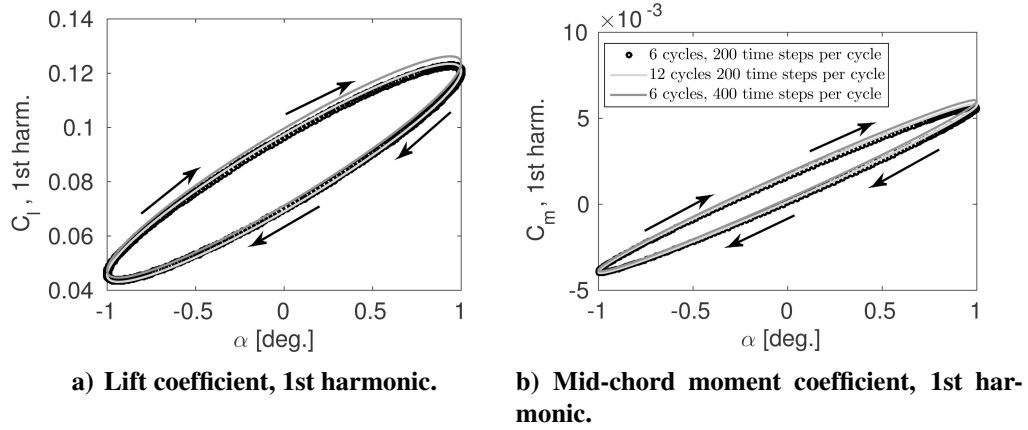 0.14
0.12
0.1
0.08
0.06
0.04
C_l , 1st harm.
-1
-0.5
0
0.5
1
α [deg.]
a) Lift coefficient, 1st harmonic.
×10^-3
10
5
0
-5
C_m , 1st harm.
6 cycles, 200 time steps per cycle
12 cycles 200 time steps per cycle
6 cycles, 400 time steps per cycle
-1
-0.5
0
0.5
1
α [deg.]
b) Mid-chord moment coefficient, 1st har-
monic.